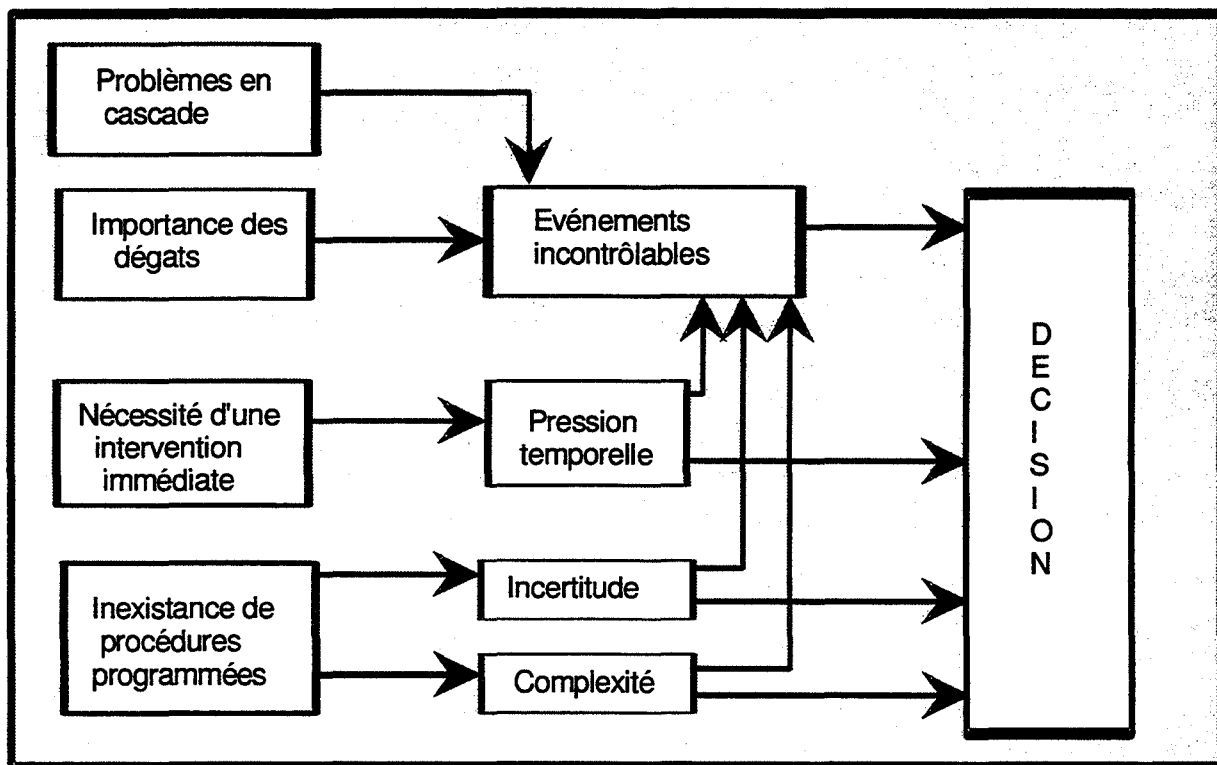 Problèmes en
cascade
Importance des
dégats
Evénements
incontrôlables
Nécessité d'une
intervention
immédiate
Pression
temporelle
Inexistance de
procédures
programmées
Incertitude
Complexité
D
E
C
I
S
I
O
N